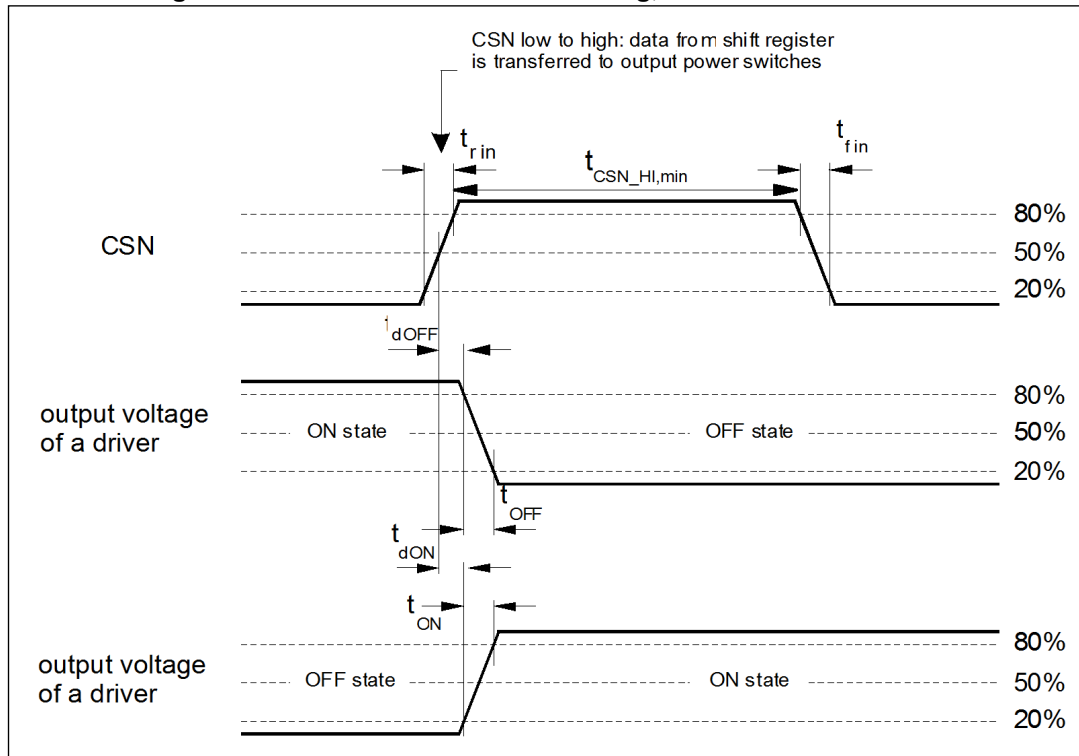 CSN low to high: data from shift register
is transferred to output power switches
t r in
t f in
t CSN_HI,min
80%
CSN
50%
20%
t dOFF
80%
output voltage
of a driver
ON state
OFF state
50%
20%
t OFF
t dON
t ON
80%
output voltage
of a driver
OFF state
ON state
50%
20%